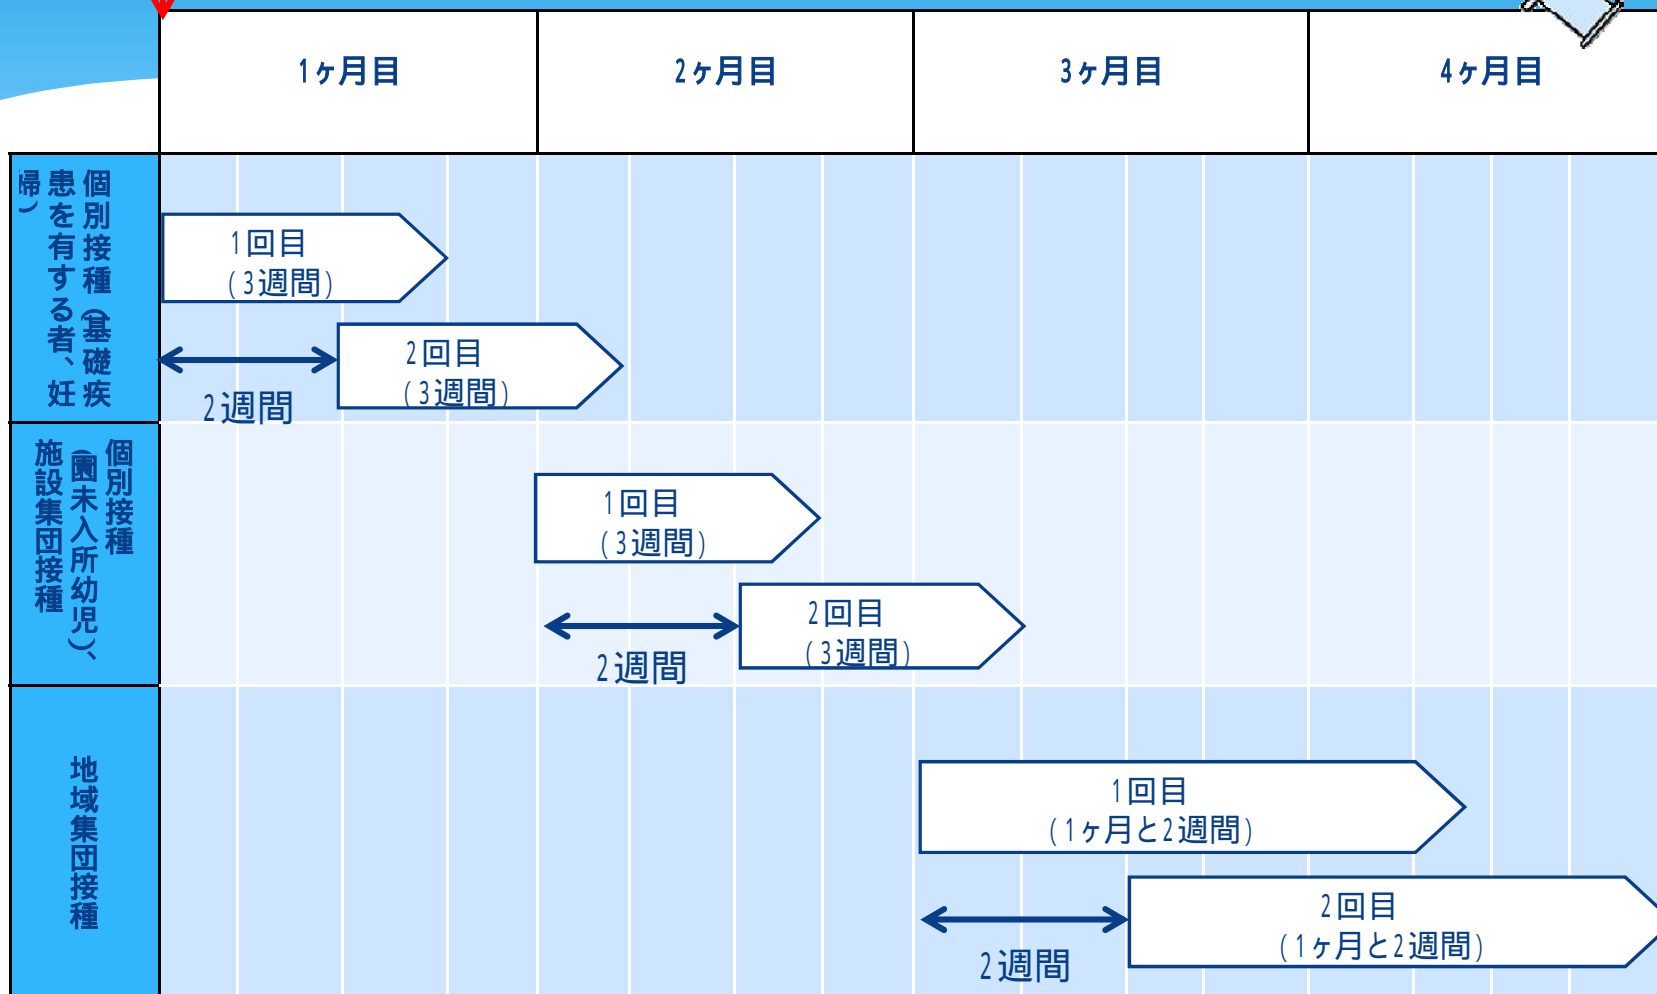 1ヶ月目
2ヶ月目
3ヶ月目
4ヶ月目
個別接種（基礎疾
患を有する者、妊
婦）
1回目
(3週間)
2回目
(3週間)
2週間
個別接種
（園未入所幼児）、
施設集団接種
1回目
(3週間)
2回目
(3週間)
2週間
地域集団接種
1回目
(1ヶ月と2週間)
2回目
(1ヶ月と2週間)
2週間